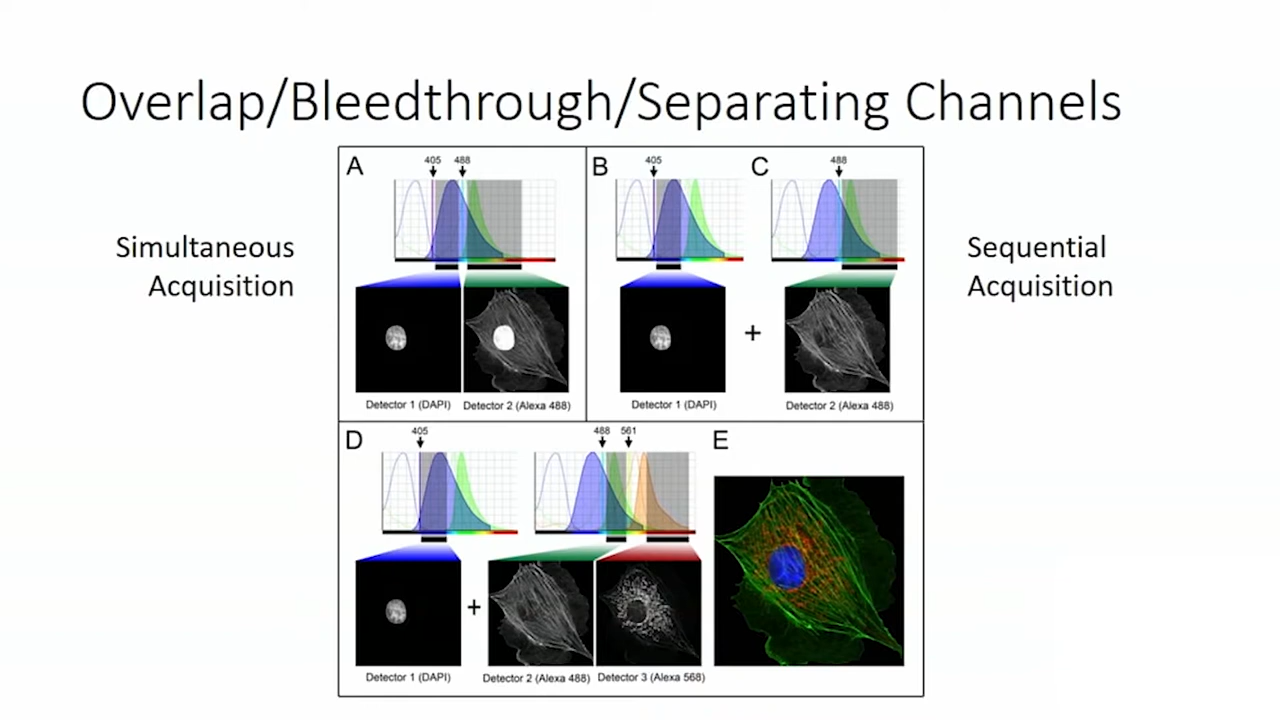 Overlap/Bleedthrough/Separating Channels
Simultaneous
Acquisition
A
405 488
Detector 1 (DAPI) Detector 2 (Alexa 488)
B
405
Detector 1 (DAPI)
+
C
488
Detector 2 (Alexa 488)
Sequential
Acquisition
D
405
Detector 1 (DAPI)
+
488 561
Detector 2 (Alexa 488) Detector 3 (Alexa 568)
E